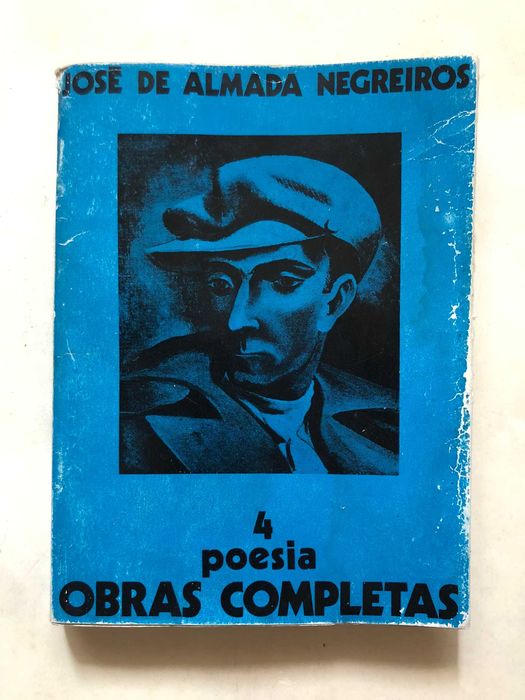 JOSÉ DE ALMADA NEGREIROS
4
poesia
OBRAS COMPLETAS